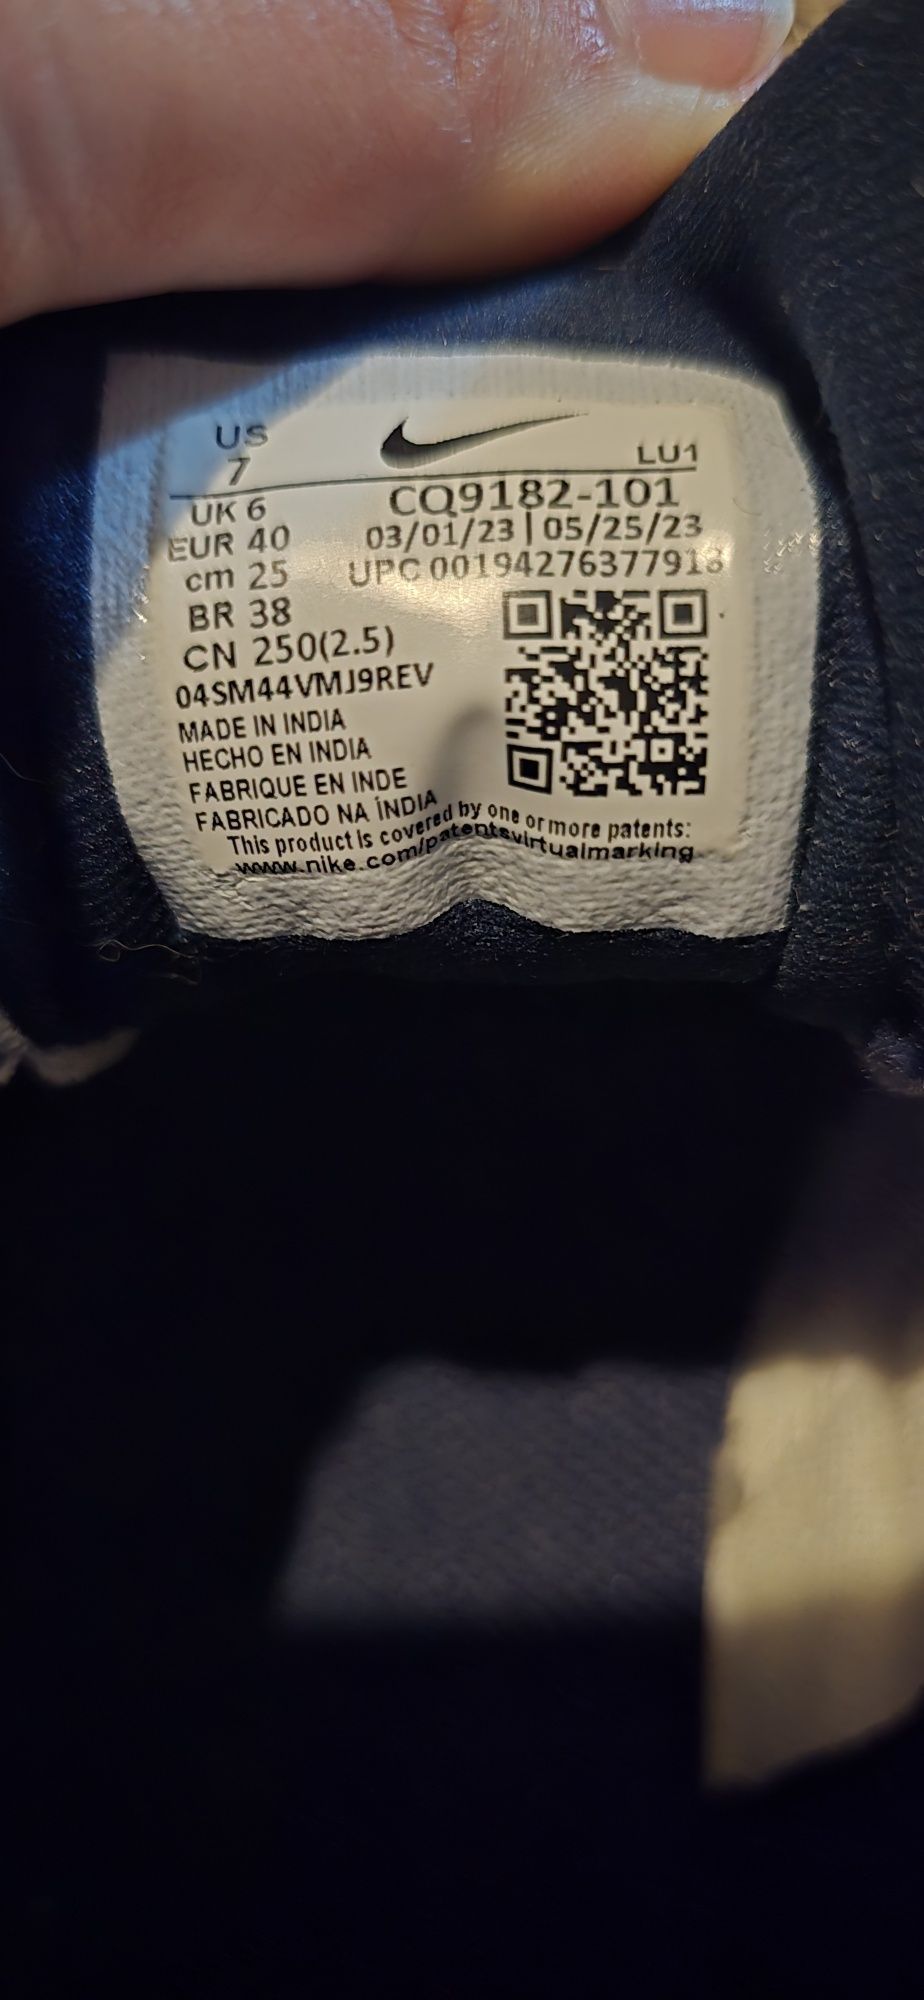 US
7
LU1
UK 6
EUR 40
cm 25
BR 38
CN 250(2.5)
CQ9182-101
03/01/23 | 05/25/23
UPC 00194276377913
04SM44VMJ9REV
MADE IN INDIA
HECHO EN INDIA
FABRIQUE EN INDE
FABRICADO NA ÍNDIA
This product is covered by one or more patents:
www.nike.com/patentsvirtualmarking